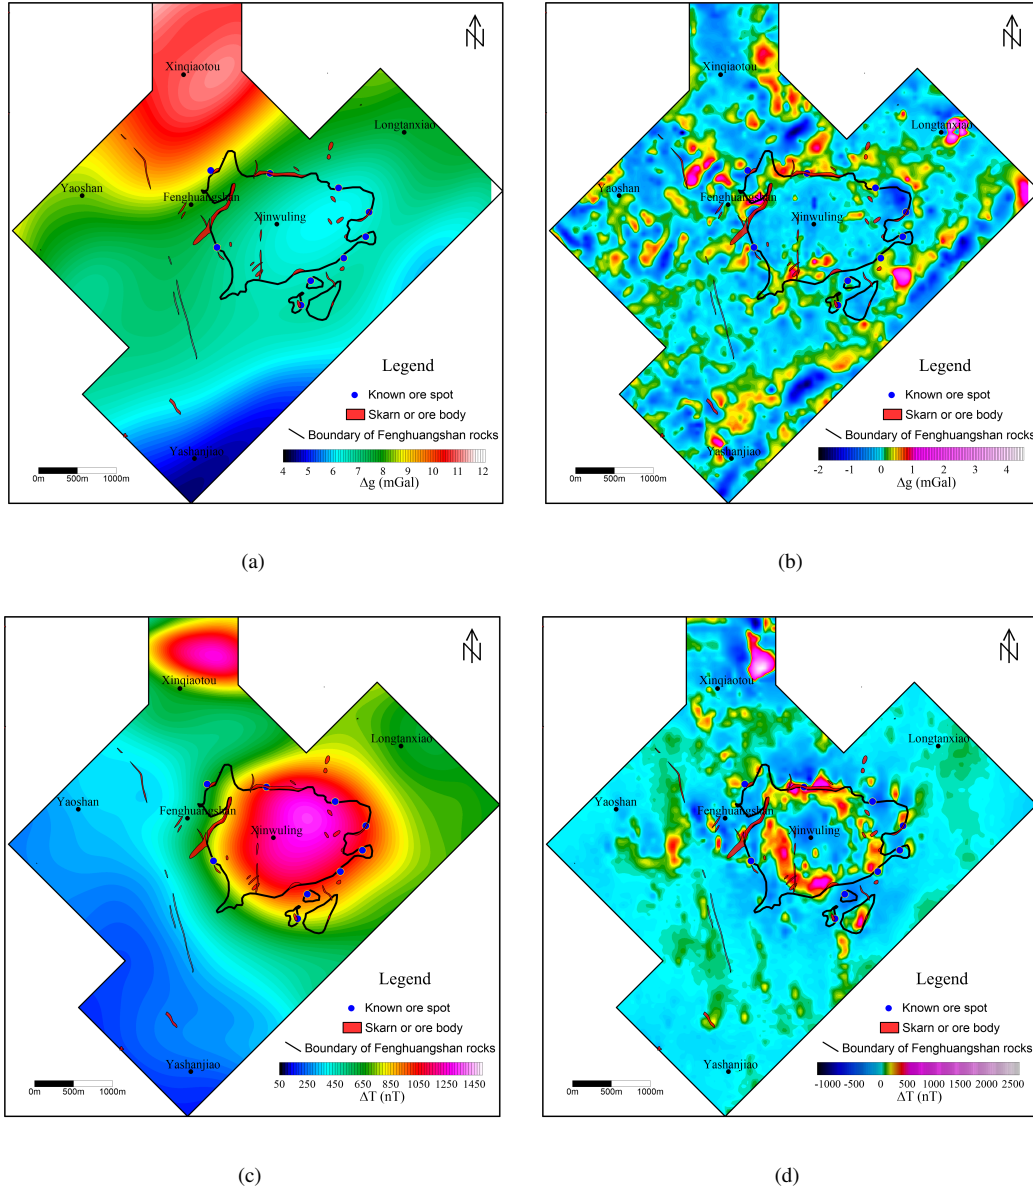 N
Xinqiaotou
Longtanxiao
Yaoshan
Fenghuangshan
Xinwuling
Yashanjiao
Legend
Known ore spot
Skarn or ore body
Boundary of Fenghuangshan rocks
0m 500m 1000m
4 5 6 7 8 9 10 11 12
Δg (mGal)
(a)
N
Xinqiaotou
Longtanxiao
Yaoshan
Fenghuangshan
Xinwuling
Yashanjiao
Legend
Known ore spot
Skarn or ore body
Boundary of Fenghuangshan rocks
0m 500m 1000m
-2 -1 0 1 2 3 4
Δg (mGal)
(b)
N
Xinqiaotou
Longtanxiao
Yaoshan
Fenghuangshan
Xinwuling
Yashanjiao
Legend
Known ore spot
Skarn or ore body
Boundary of Fenghuangshan rocks
0m 500m 1000m
50 250 450 650 850 1050 1250 1450
ΔT (nT)
(c)
N
Xinqiaotou
Longtanxiao
Yaoshan
Fenghuangshan
Xinwuling
Yashanjiao
Legend
Known ore spot
Skarn or ore body
Boundary of Fenghuangshan rocks
0m 500m 1000m
-1000 -500 0 500 1000 1500 2000 2500
ΔT (nT)
(d)